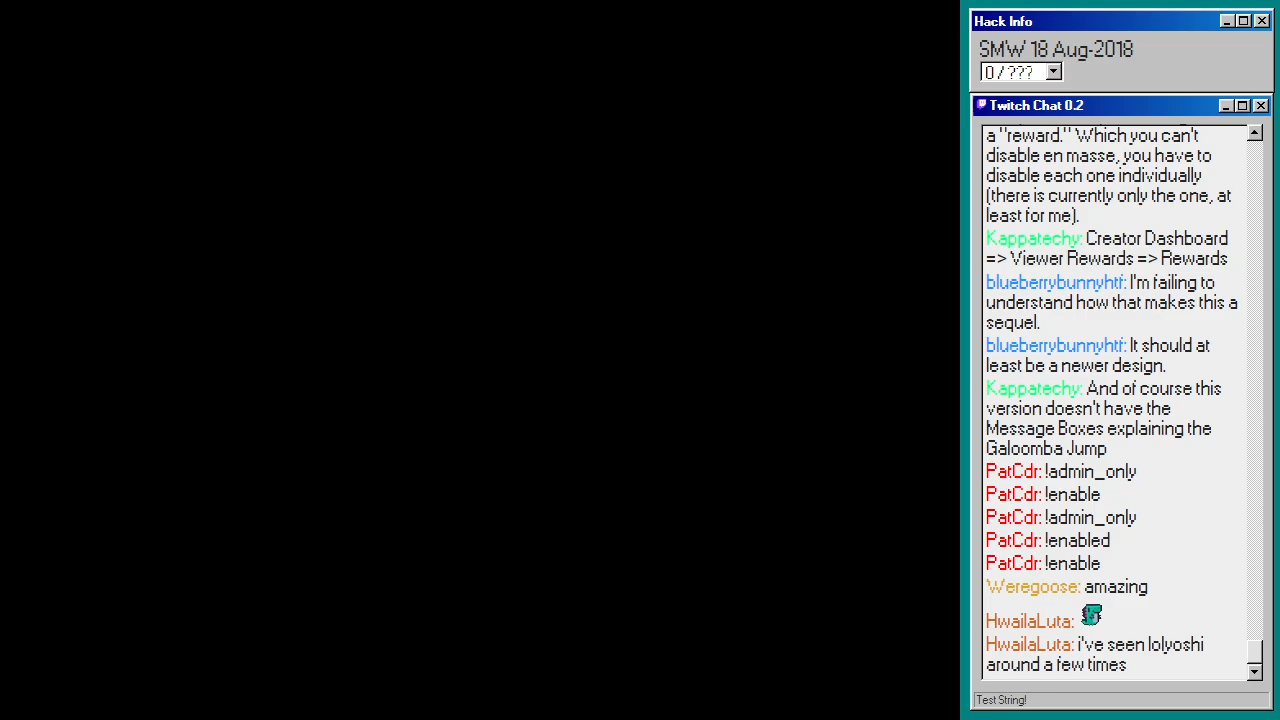 Hack Info
SMW 18 Aug-2018
0 / ???
Twitch Chat 0.2
a "reward." Which you can't
disable en masse, you have to
disable each one individually
(there is currently only the one, at
least for me).
Kappatechy: Creator Dashboard
=> Viewer Rewards => Rewards
blueberrybunnyhtf: I'm failing to
understand how that makes this a
sequel.
blueberrybunnyhtf: It should at
least be a newer design.
Kappatechy: And of course this
version doesn't have the
Message Boxes explaining the
Galoomba Jump
PatCdr: !admin_only
PatCdr: !enable
PatCdr: !admin_only
PatCdr: !enabled
PatCdr: !enable
Weregoose: amazing
HwailaLuta:
HwailaLuta: i've seen lolyoshi
around a few times
Test String!